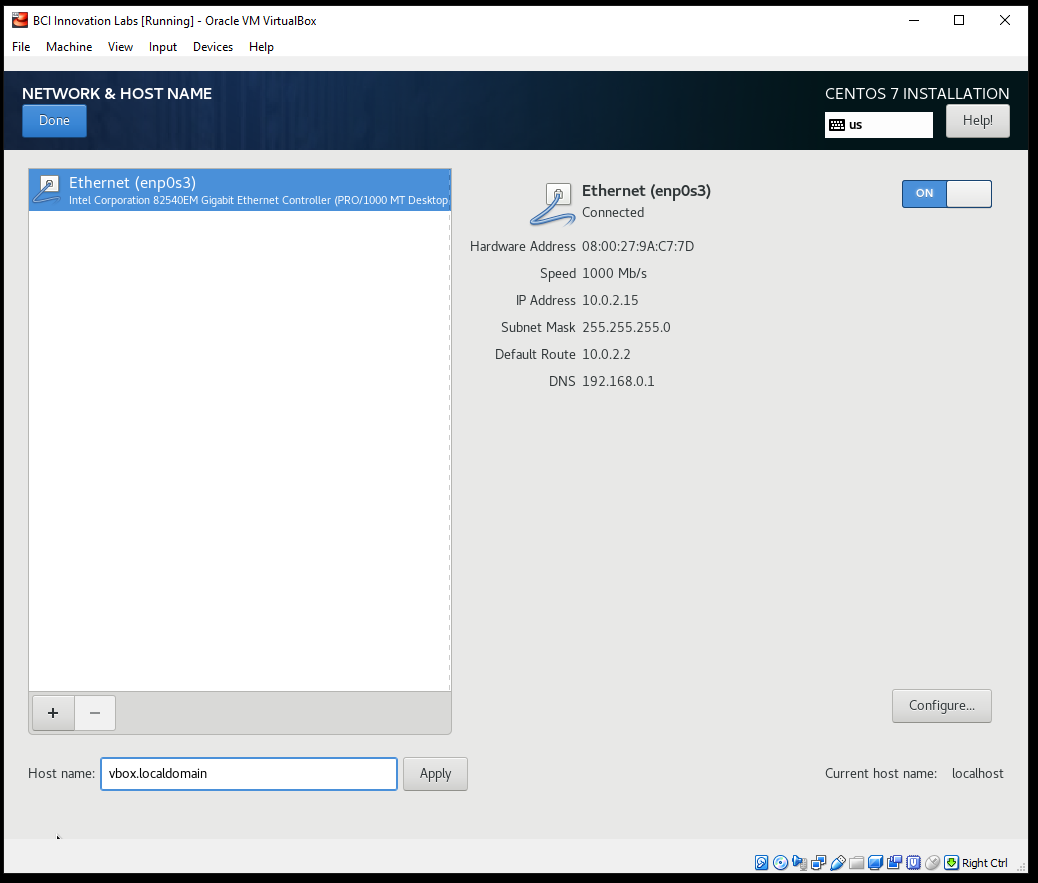 BCI Innovation Labs [Running] - Oracle VM VirtualBox
File Machine View Input Devices Help
NETWORK & HOST NAME
CENTOS 7 INSTALLATION
Done
us
Help!
Ethernet (enp0s3)
Intel Corporation 82540EM Gigabit Ethernet Controller (PRO/1000 MT Desktop
Ethernet (enp0s3)
Connected
ON
Hardware Address 08:00:27:9A:C7:7D
Speed 1000 Mb/s
IP Address 10.0.2.15
Subnet Mask 255.255.255.0
Default Route 10.0.2.2
DNS 192.168.0.1
+ −
Configure...
Host name: vbox.localdomain Apply
Current host name: localhost
Right Ctrl